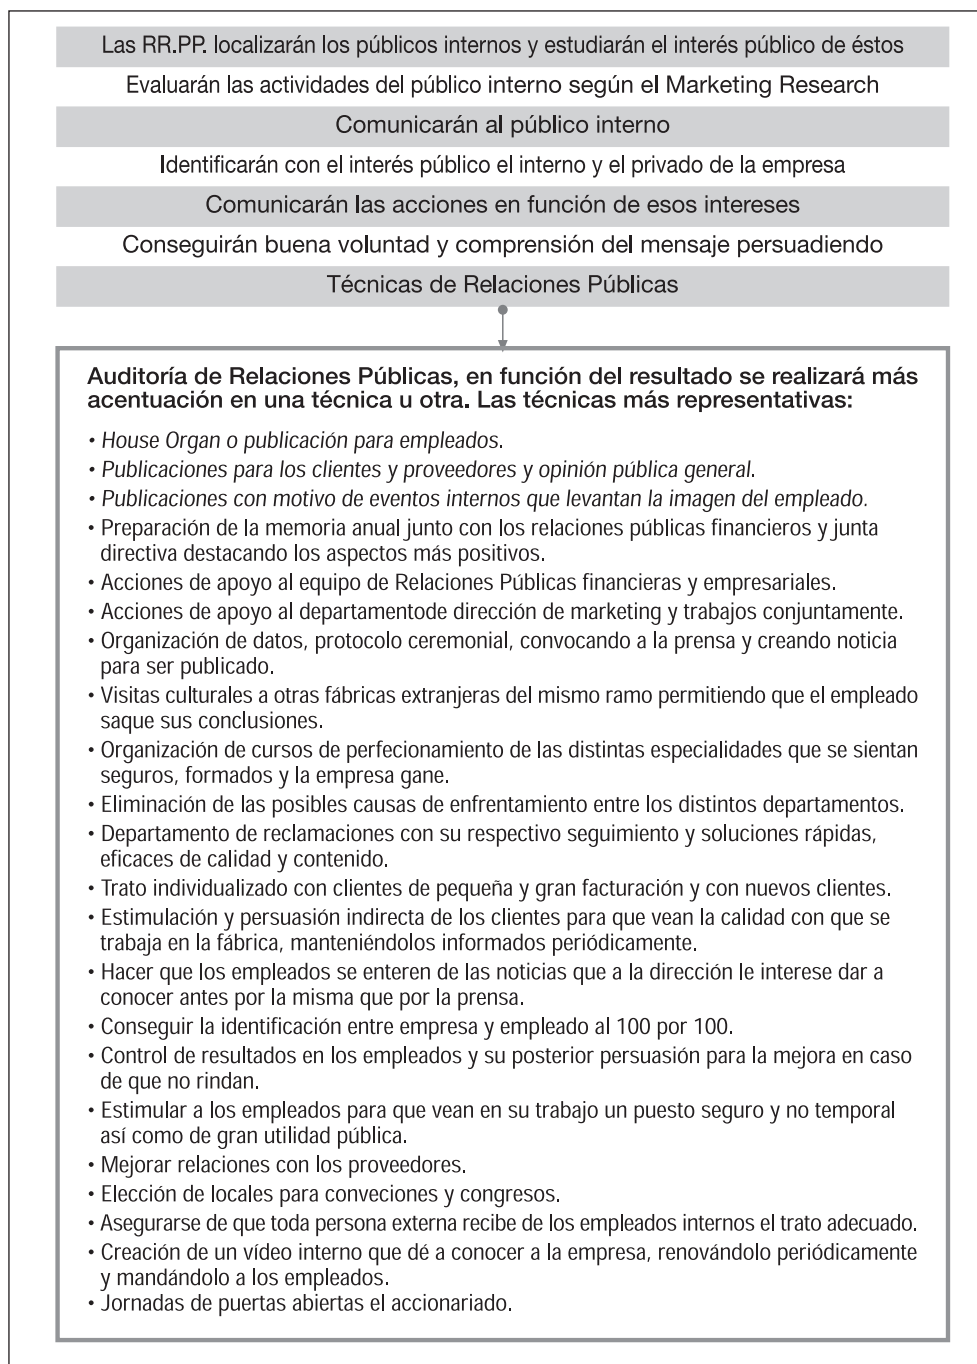 Las RR.PP. localizarán los públicos internos y estudiarán el interés público de éstos
Evaluarán las actividades del público interno según el Marketing Research
Comunicarán al público interno
Identificarán con el interés público el interno y el privado de la empresa
Comunicarán las acciones en función de esos intereses
Conseguirán buena voluntad y comprensión del mensaje persuadiendo
Técnicas de Relaciones Públicas
Auditoría de Relaciones Públicas, en función del resultado se realizará más
acentuación en una técnica u otra. Las técnicas más representativas:
• House Organ o publicación para empleados.
• Publicaciones para los clientes y proveedores y opinión pública general.
• Publicaciones con motivo de eventos internos que levantan la imagen del empleado.
• Preparación de la memoria anual junto con los relaciones públicas financieros y junta
directiva destacando los aspectos más positivos.
• Acciones de apoyo al equipo de Relaciones Públicas financieras y empresariales.
• Acciones de apoyo al departamentode dirección de marketing y trabajos conjuntamente.
• Organización de datos, protocolo ceremonial, convocando a la prensa y creando noticia
para ser publicado.
• Visitas culturales a otras fábricas extranjeras del mismo ramo permitiendo que el empleado
saque sus conclusiones.
• Organización de cursos de perfecionamiento de las distintas especialidades que se sientan
seguros, formados y la empresa gane.
• Eliminación de las posibles causas de enfrentamiento entre los distintos departamentos.
• Departamento de reclamaciones con su respectivo seguimiento y soluciones rápidas,
eficaces de calidad y contenido.
• Trato individualizado con clientes de pequeña y gran facturación y con nuevos clientes.
• Estimulación y persuasión indirecta de los clientes para que vean la calidad con que se
trabaja en la fábrica, manteniéndolos informados periódicamente.
• Hacer que los empleados se enteren de las noticias que a la dirección le interese dar a
conocer antes por la misma que por la prensa.
• Conseguir la identificación entre empresa y empleado al 100 por 100.
• Control de resultados en los empleados y su posterior persuasión para la mejora en caso
de que no rindan.
• Estimular a los empleados para que vean en su trabajo un puesto seguro y no temporal
así como de gran utilidad pública.
• Mejorar relaciones con los proveedores.
• Elección de locales para conveciones y congresos.
• Asegurarse de que toda persona externa recibe de los empleados internos el trato adecuado.
• Creación de un vídeo interno que dé a conocer a la empresa, renovándolo periódicamente
y mandándolo a los empleados.
• Jornadas de puertas abiertas el accionariado.